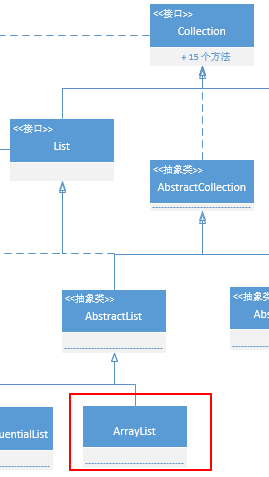 <<接口>>
Collection
+ 15 个方法
<<接口>>
List
<<抽象类>>
AbstractCollection
<<抽象类>>
AbstractList
<<抽象类
Abs
uentialList
ArrayList